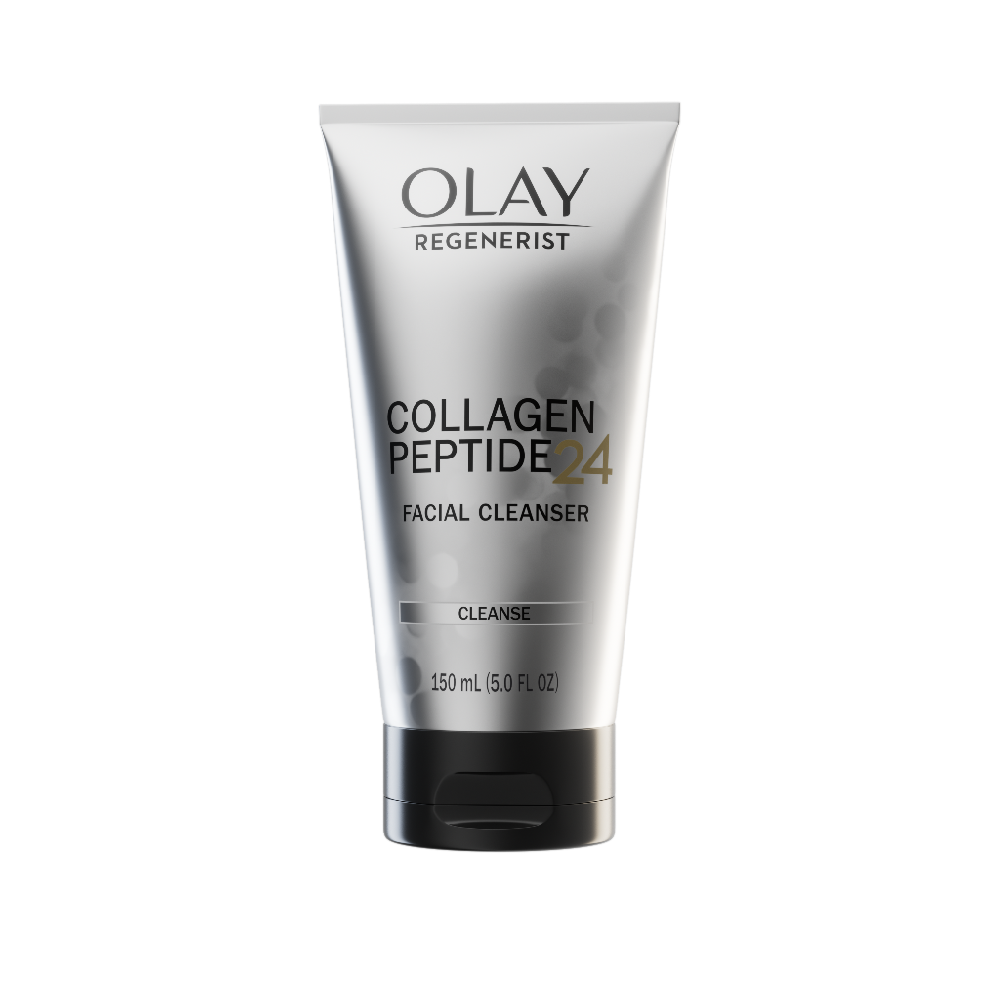 OLAY
REGENERIST
COLLAGEN
PEPTIDE24
FACIAL CLEANSER
CLEANSE
150 mL (5.0 FL OZ)